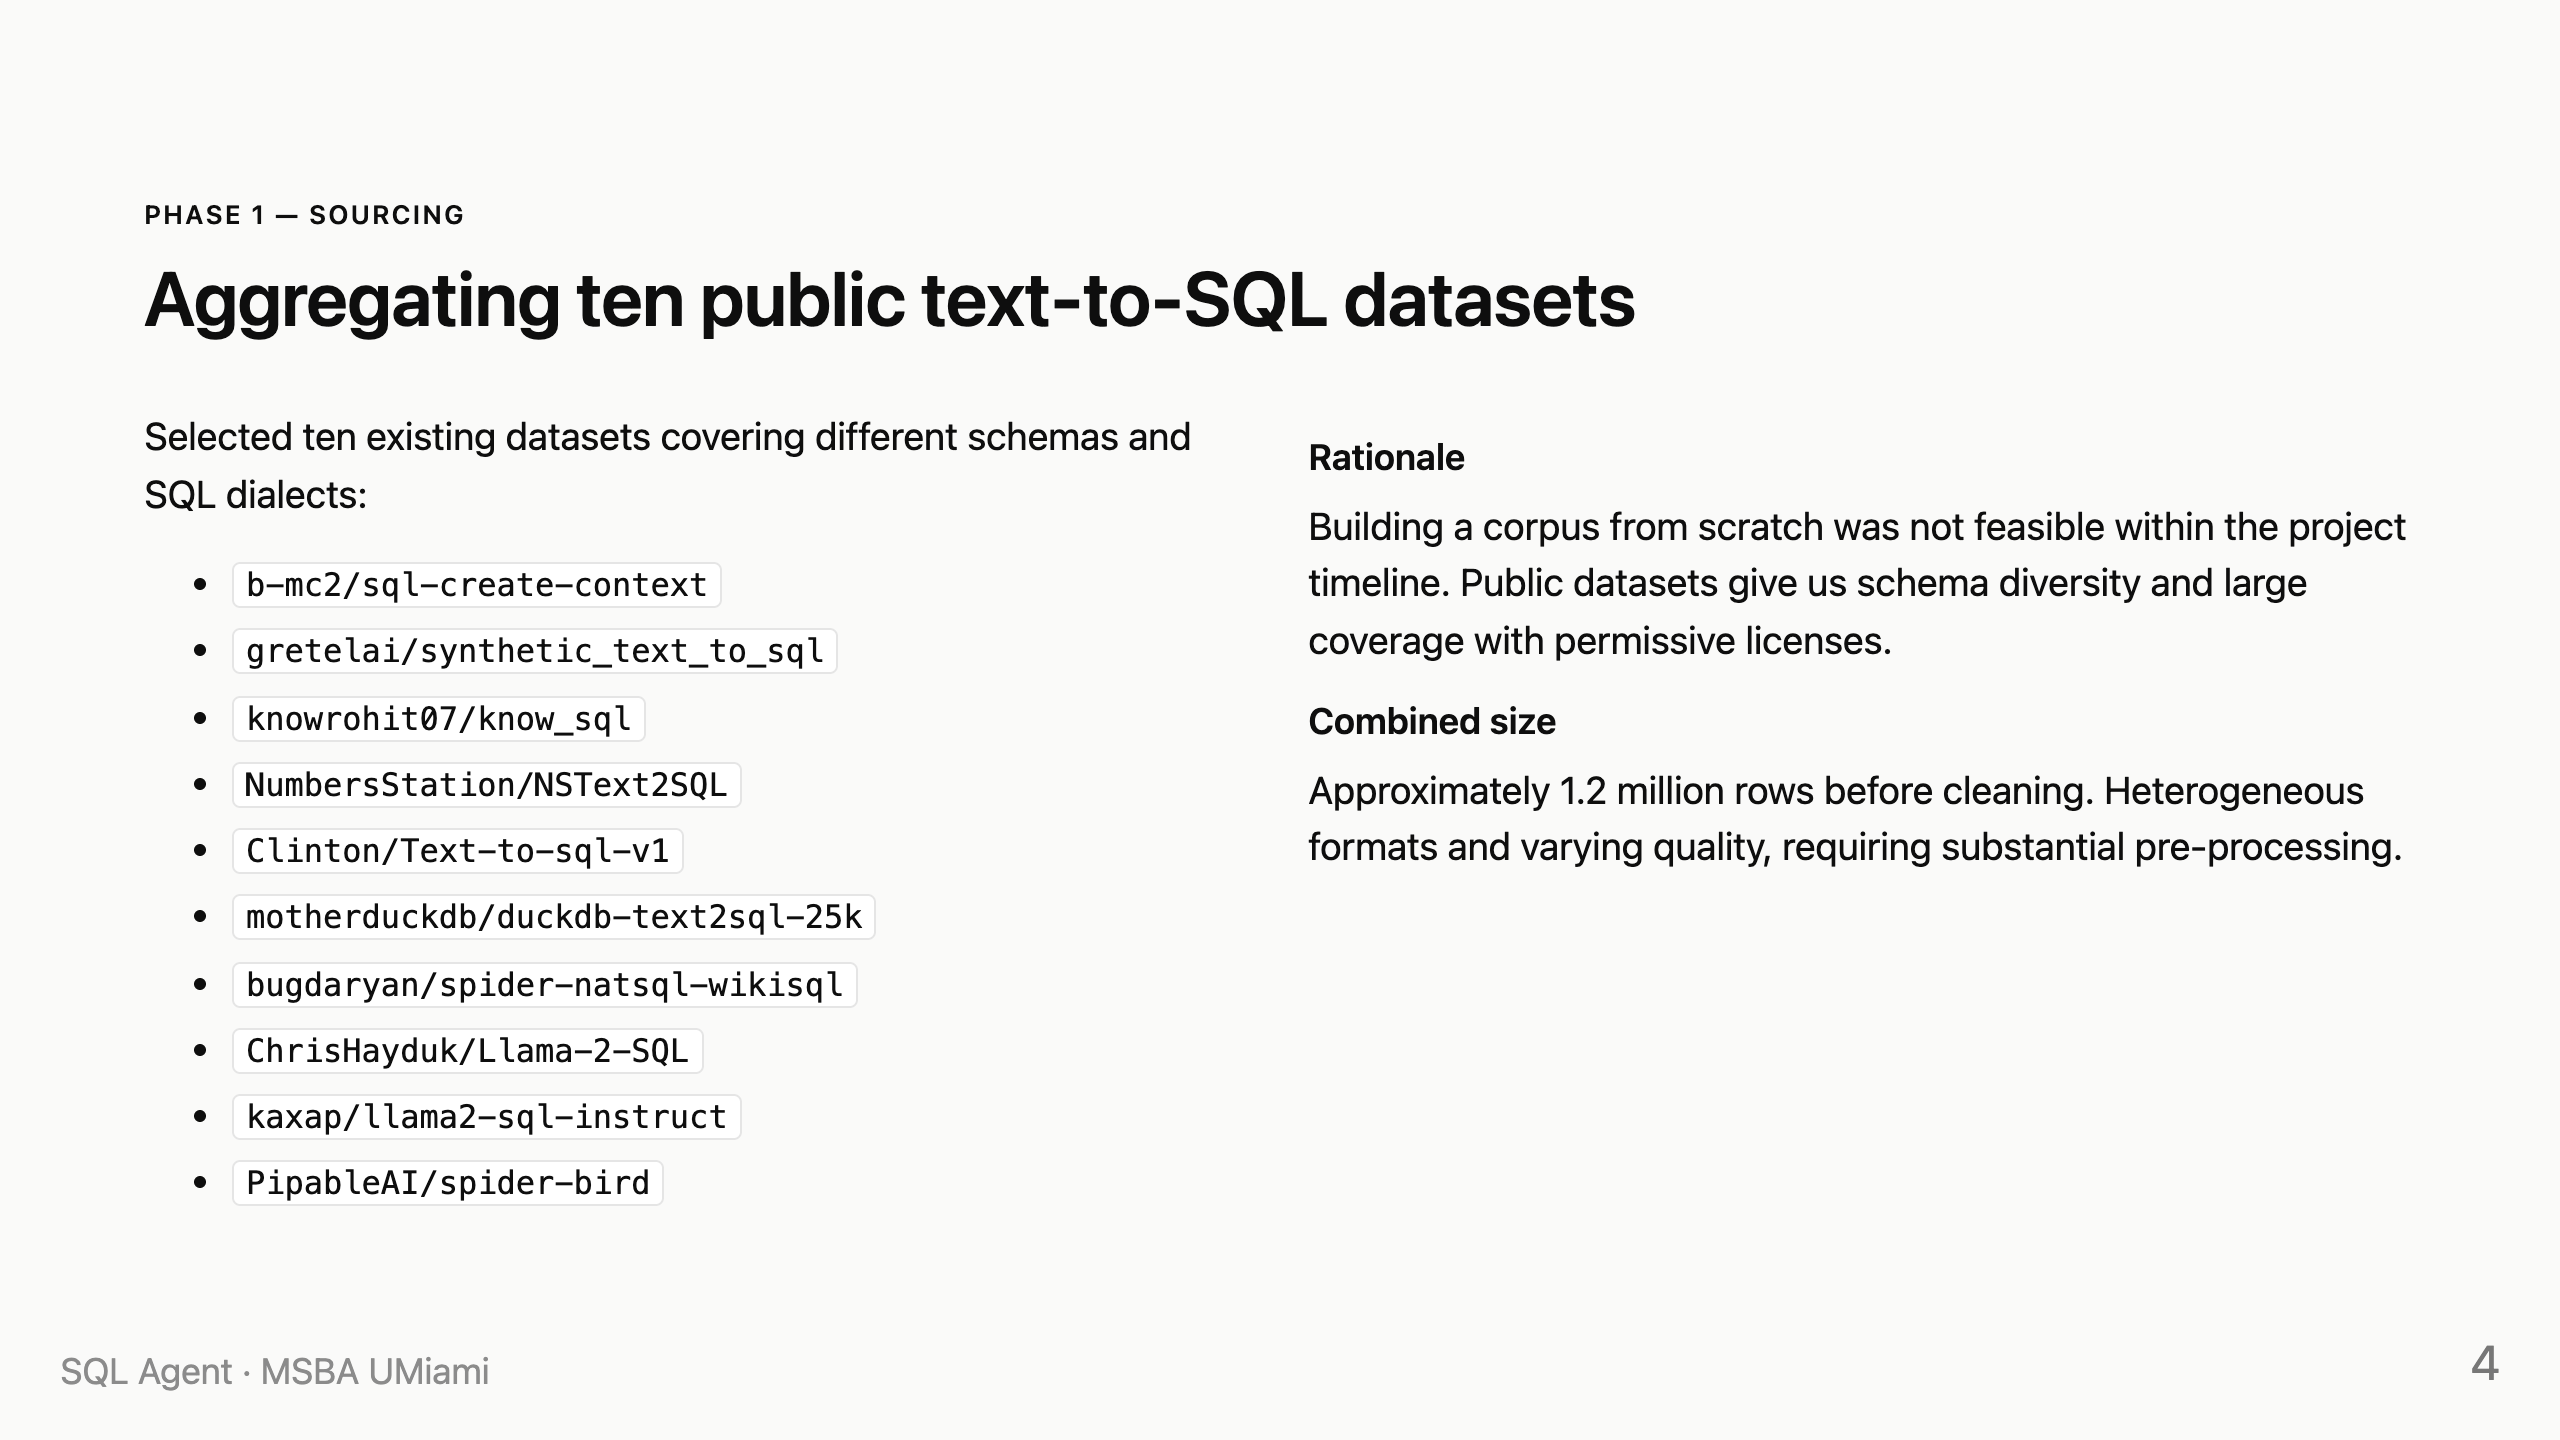 PHASE 1 — SOURCING
Aggregating ten public text-to-SQL datasets
Selected ten existing datasets covering different schemas and
SQL dialects:
• b-mc2/sql-create-context
• gretelai/synthetic_text_to_sql
• knowrohit07/know_sql
• NumbersStation/NSText2SQL
• Clinton/Text-to-sql-v1
• motherduckdb/duckdb-text2sql-25k
• bugdaryan/spider-natsql-wikisql
• ChrisHayduk/Llama-2-SQL
• kaxap/llama2-sql-instruct
• PipableAI/spider-bird
Rationale
Building a corpus from scratch was not feasible within the project
timeline. Public datasets give us schema diversity and large
coverage with permissive licenses.
Combined size
Approximately 1.2 million rows before cleaning. Heterogeneous
formats and varying quality, requiring substantial pre-processing.
SQL Agent · MSBA UMiami
4